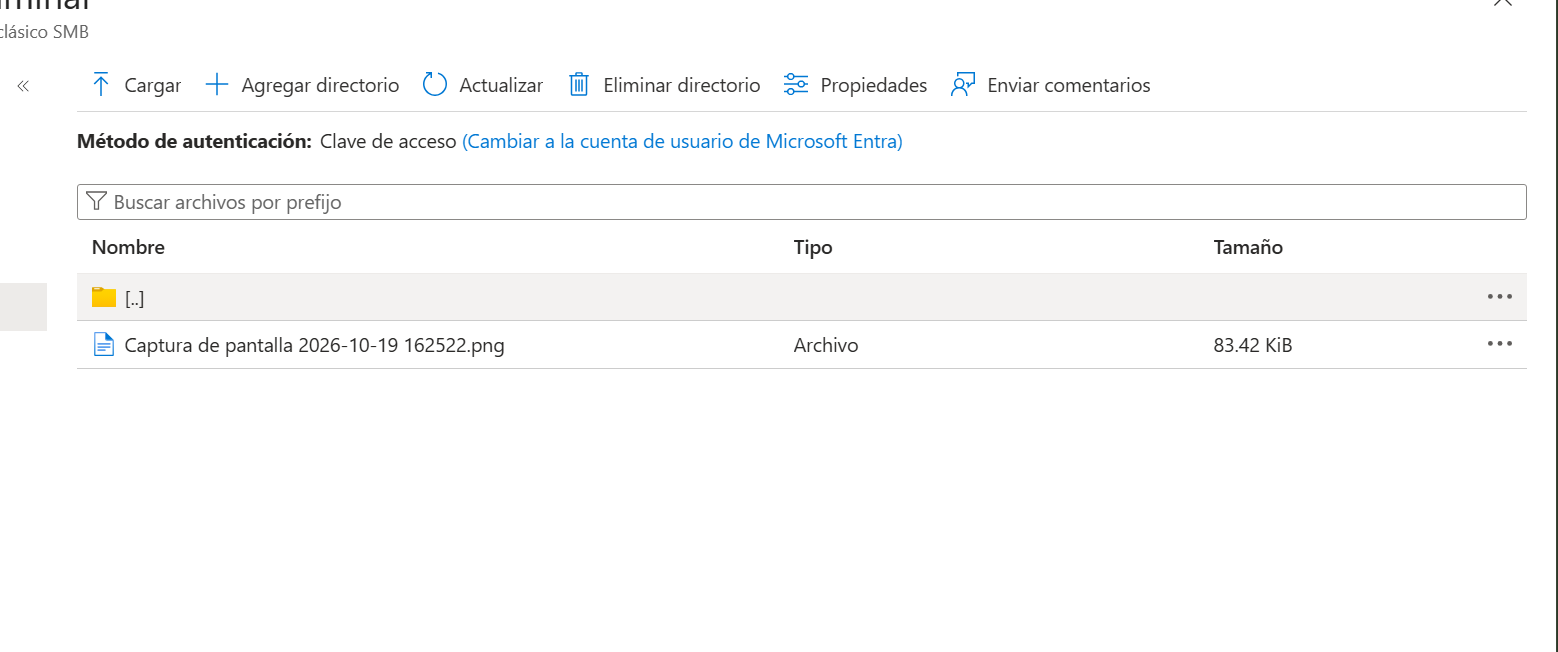 clásico SMB
Cargar Agregar directorio Actualizar Eliminar directorio Propiedades Enviar comentarios
Método de autenticación: Clave de acceso (Cambiar a la cuenta de usuario de Microsoft Entra)
Buscar archivos por prefijo
Nombre Tipo Tamaño
[..]
Captura de pantalla 2026-10-19 162522.png Archivo 83.42 KiB